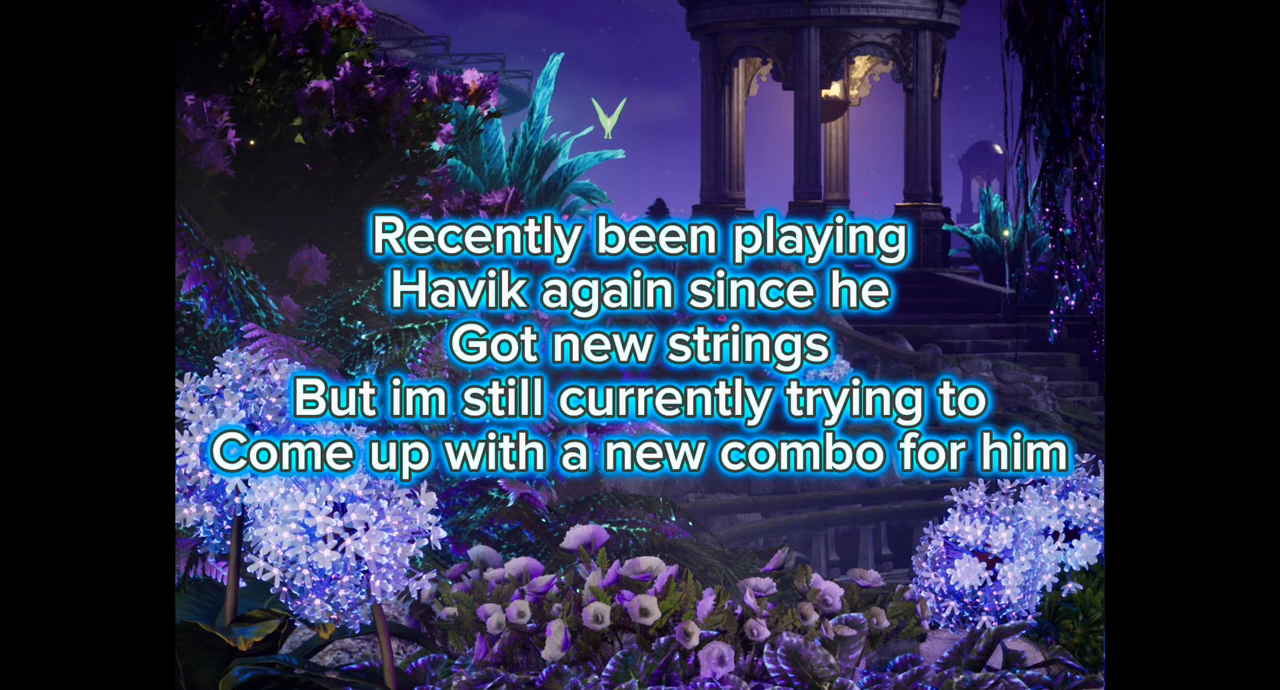 Recently been playing
Havik again since he
Got new strings
But im still currently trying to
Come up with a new combo for him